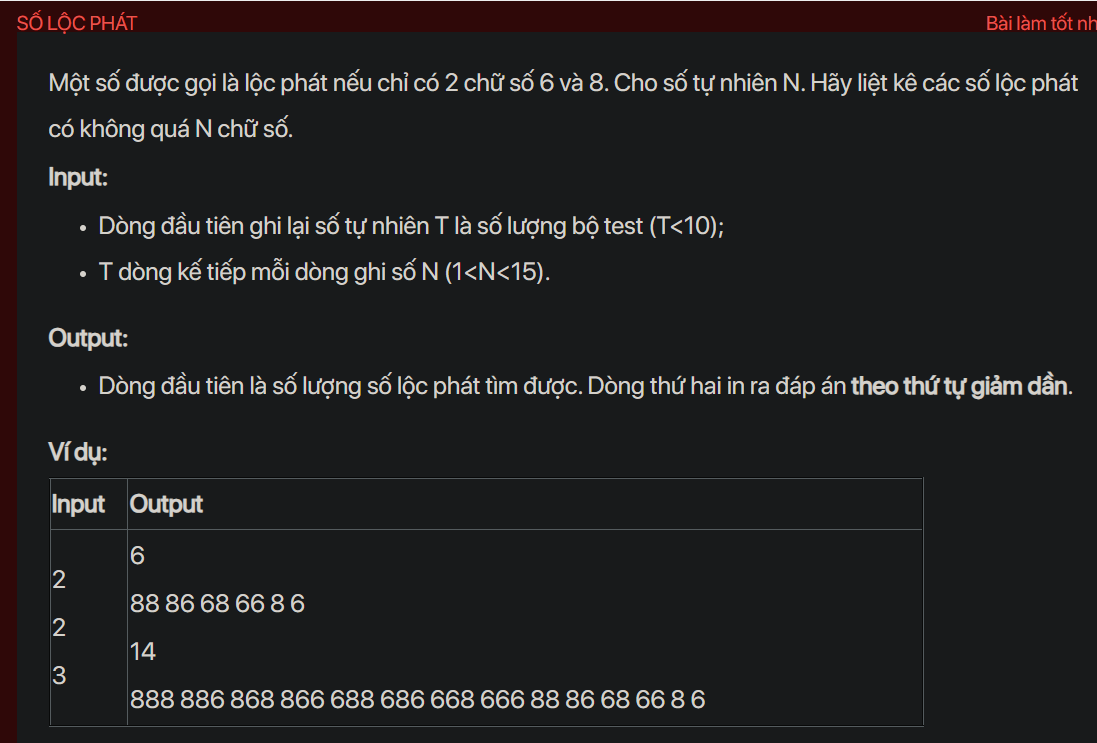 SỐ LỘC PHÁT
Bài làm tốt nh
Một số được gọi là lộc phát nếu chỉ có 2 chữ số 6 và 8. Cho số tự nhiên N. Hãy liệt kê các số lộc phát
có không quá N chữ số.
Input:
• Dòng đầu tiên ghi lại số tự nhiên T là số lượng bộ test (T<10);
• T dòng kế tiếp mỗi dòng ghi số N (1<N<15).
Output:
• Dòng đầu tiên là số lượng số lộc phát tìm được. Dòng thứ hai in ra đáp án theo thứ tự giảm dần.
Ví dụ:
Input Output
2
2
3
6
88 86 68 66 8 6
14
888 886 868 866 688 686 668 666 88 86 68 66 8 6